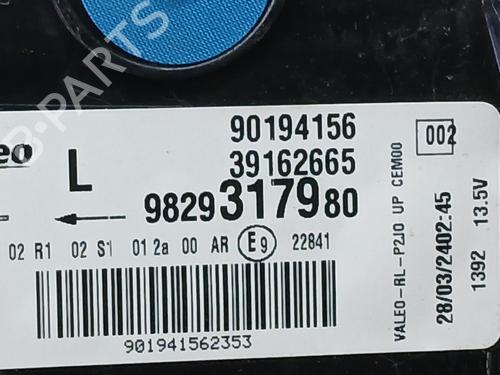 eo
L
90194156
39162665
9829317980
002
02 R1 02 S1 01 2a 00 AR E9 22841
901941562353
VALEO-RL-P2JO UP CEM00
28/03/2402:45
1392 13.5V
B-PARTS